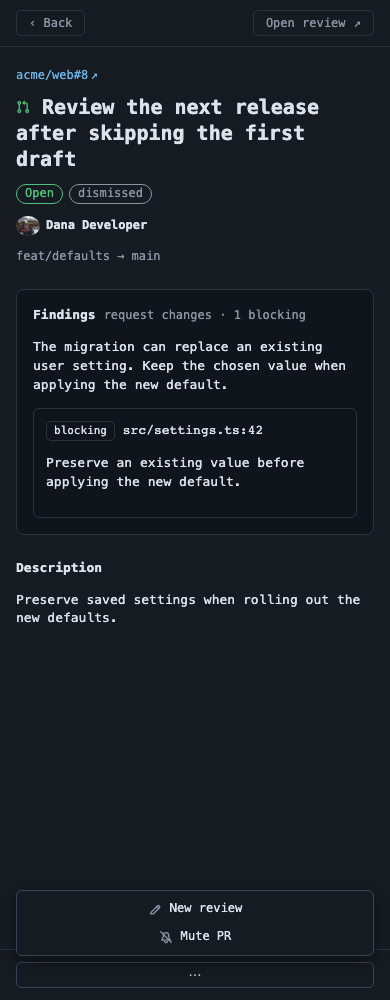 ‹ Back
Open review ↗
acme/web#8↗
Review the next release
after skipping the first
draft
Open dismissed
Dana Developer
feat/defaults → main
Findings request changes · 1 blocking
The migration can replace an existing
user setting. Keep the chosen value when
applying the new default.
blocking src/settings.ts:42
Preserve an existing value before
applying the new default.
Description
Preserve saved settings when rolling out the
new defaults.
New review
Mute PR
…